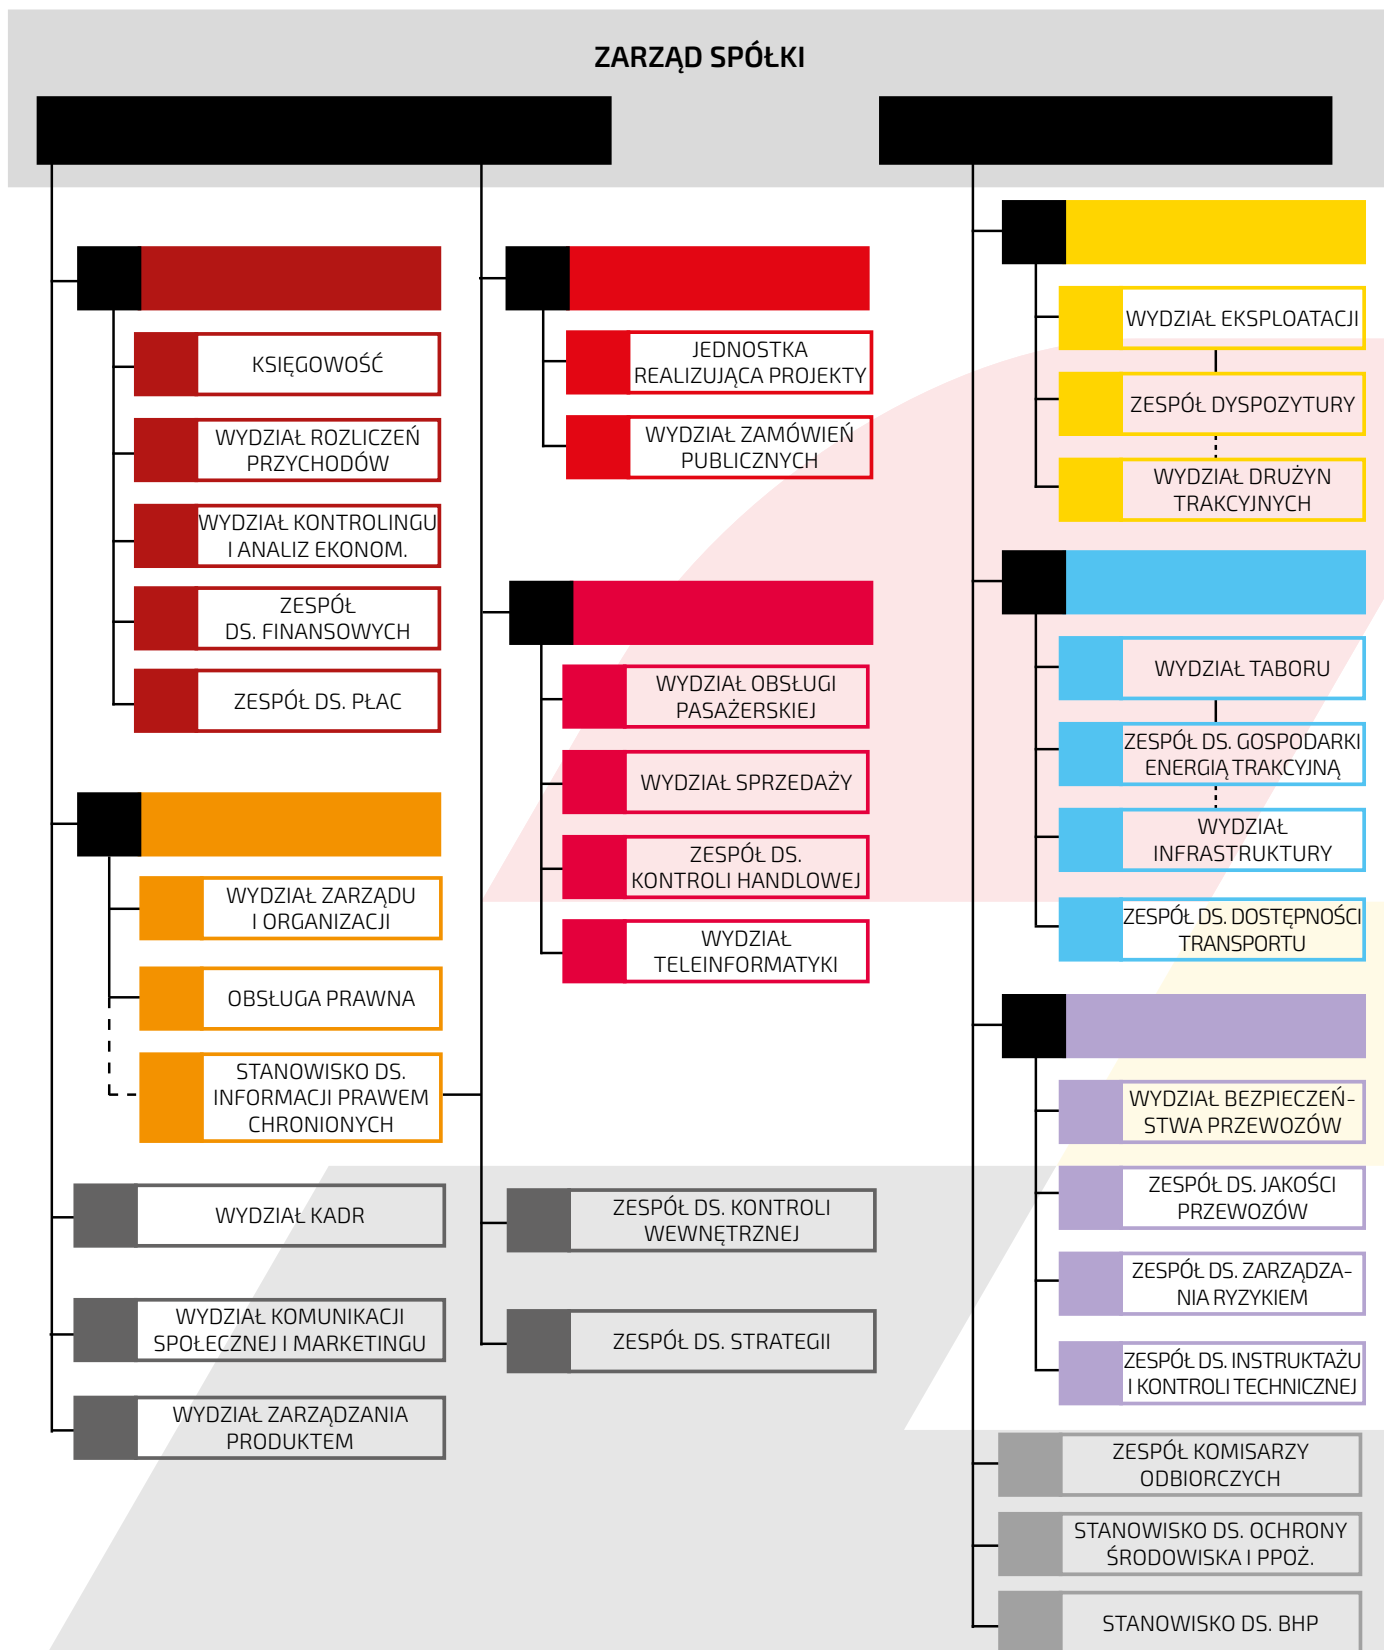 ZARZĄD SPÓŁKI
KSIĘGOWOŚĆ
WYDZIAŁ ROZLICZEŃ
PRZYCHODÓW
WYDZIAŁ KONTROLINGU
I ANALIZ EKONOM.
ZESPÓŁ
DS. FINANSOWYCH
ZESPÓŁ DS. PŁAC
WYDZIAŁ ZARZĄDU
I ORGANIZACJI
OBSŁUGA PRAWNA
STANOWISKO DS.
INFORMACJI PRAWEM
CHRONIONYCH
WYDZIAŁ KADR
WYDZIAŁ KOMUNIKACJI
SPOŁECZNEJ I MARKETINGU
WYDZIAŁ ZARZĄDZANIA
PRODUKTEM
JEDNOSTKA
REALIZUJĄCA PROJEKTY
WYDZIAŁ ZAMÓWIEŃ
PUBLICZNYCH
WYDZIAŁ OBSŁUGI
PASAŻERSKIEJ
WYDZIAŁ SPRZEDAŻY
ZESPÓŁ DS.
KONTROLI HANDLOWEJ
WYDZIAŁ
TELEINFORMATYKI
ZESPÓŁ DS. KONTROLI
WEWNĘTRZNEJ
ZESPÓŁ DS. STRATEGII
WYDZIAŁ EKSPLOATACJI
ZESPÓŁ DYSPOZYTURY
WYDZIAŁ DRUŻYN
TRAKCYJNYCH
WYDZIAŁ TABORU
ZESPÓŁ DS. GOSPODARKI
ENERGIĄ TRAKCYJNĄ
WYDZIAŁ
INFRASTRUKTURY
ZESPÓŁ DS. DOSTĘPNOŚCI
TRANSPORTU
WYDZIAŁ BEZPIECZEŃ-
STWA PRZEWOZÓW
ZESPÓŁ DS. JAKOŚCI
PRZEWOZÓW
ZESPÓŁ DS. ZARZĄDZA-
NIA RYZYKIEM
ZESPÓŁ DS. INSTRUKTAŻU
I KONTROLI TECHNICZNEJ
ZESPÓŁ KOMISARZY
ODBIORCZYCH
STANOWISKO DS. OCHRONY
ŚRODOWISKA I PPOŻ.
STANOWISKO DS. BHP